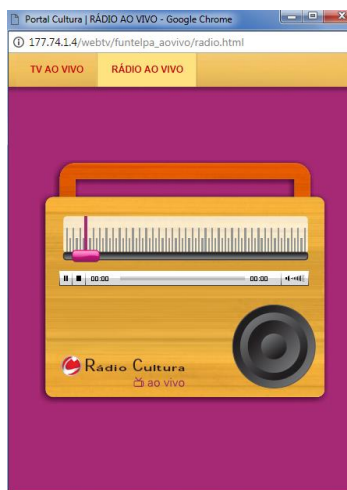 Portal Cultura | RÁDIO AO VIVO - Google Chrome
177.74.1.4/webtv/funtelpa_aovivo/radio.html
TV AO VIVO RÁDIO AO VIVO
00:00 00:00
Rádio Cultura
ao vivo